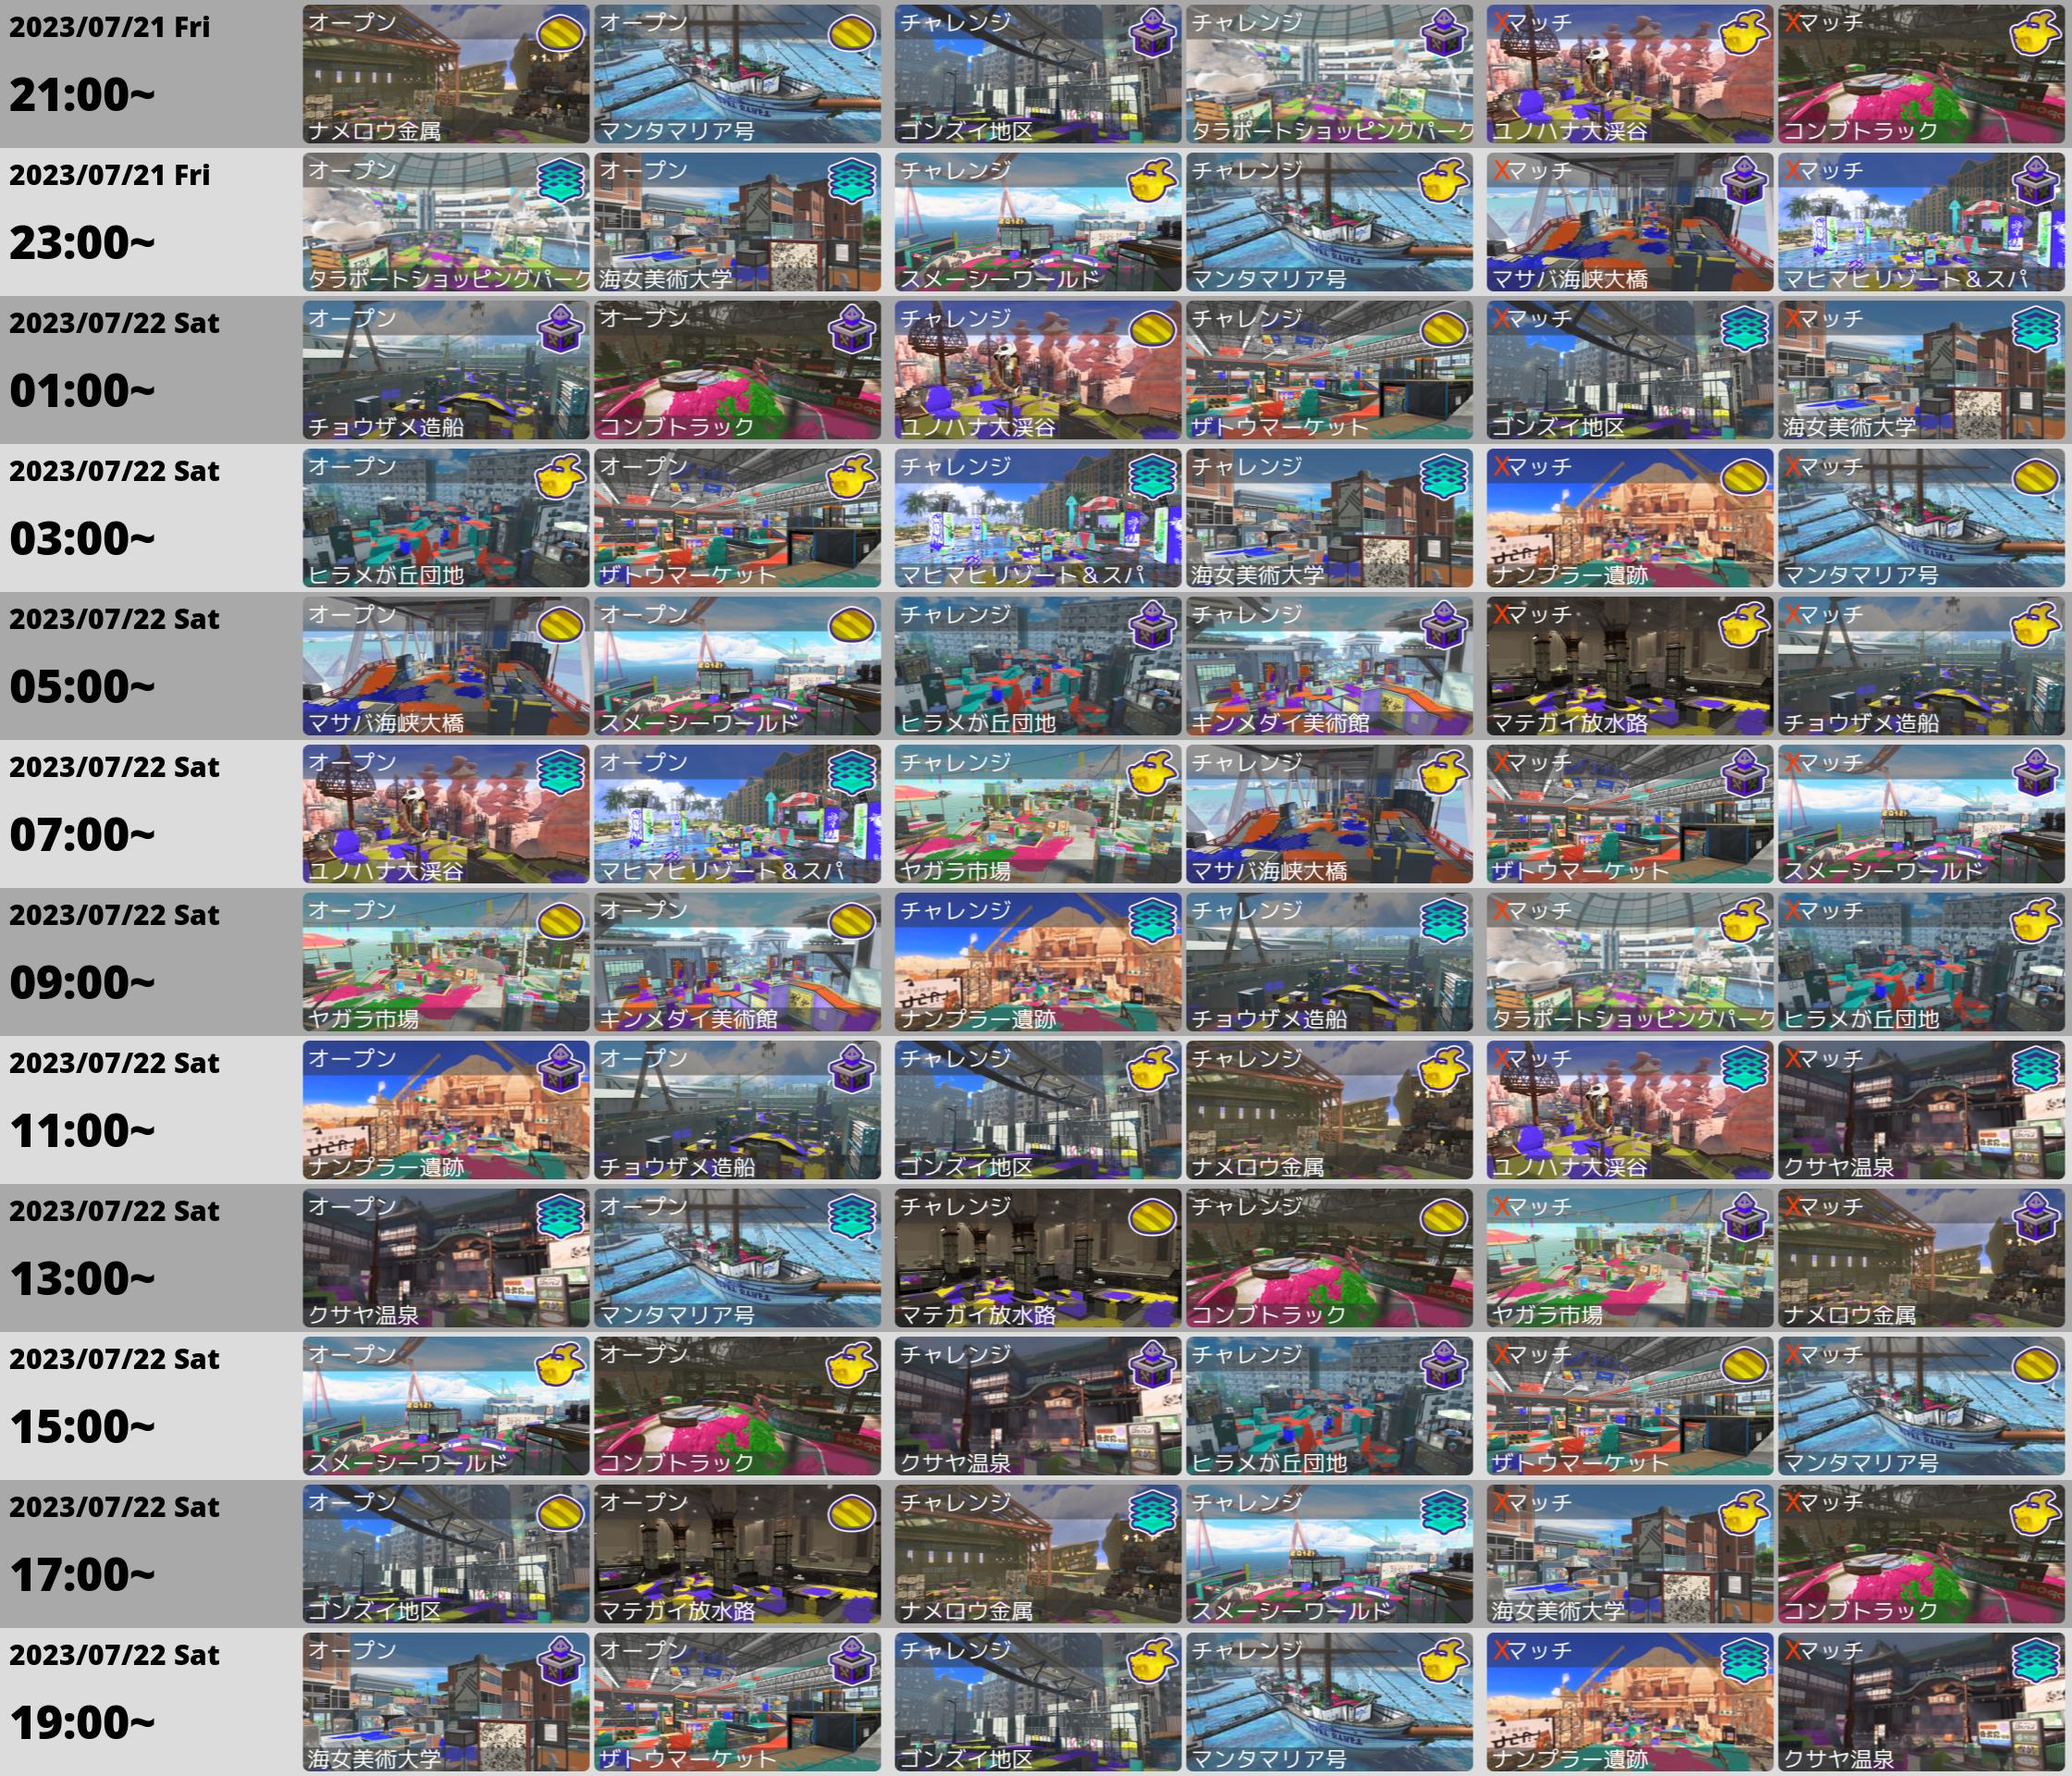 2023/07/21 Fri
21:00~
オープン オープン チャレンジ チャレンジ Xマッチ Xマッチ
ナメロウ金属 マンタマリア号 ゴンズイ地区 タラポートショッピングパーク ユノハナ大渓谷 コンブトラック
2023/07/21 Fri
23:00~
オープン オープン チャレンジ チャレンジ Xマッチ Xマッチ
タラポートショッピングパーク 海女美術大学 スメーシーワールド マンタマリア号 マサバ海峡大橋 マヒマヒリゾート＆スパ
2023/07/22 Sat
01:00~
オープン オープン チャレンジ チャレンジ Xマッチ Xマッチ
チョウザメ造船 コンブトラック ユノハナ大渓谷 ザトウマーケット ゴンズイ地区 海女美術大学
2023/07/22 Sat
03:00~
オープン オープン チャレンジ チャレンジ Xマッチ Xマッチ
ヒラメが丘団地 ザトウマーケット マヒマヒリゾート＆スパ 海女美術大学 ナンプラー遺跡 マンタマリア号
2023/07/22 Sat
05:00~
オープン オープン チャレンジ チャレンジ Xマッチ Xマッチ
マサバ海峡大橋 スメーシーワールド ヒラメが丘団地 キンメダイ美術館 マテガイ放水路 チョウザメ造船
2023/07/22 Sat
07:00~
オープン オープン チャレンジ チャレンジ Xマッチ Xマッチ
ユノハナ大渓谷 マヒマヒリゾート＆スパ ヤガラ市場 マサバ海峡大橋 ザトウマーケット スメーシーワールド
2023/07/22 Sat
09:00~
オープン オープン チャレンジ チャレンジ Xマッチ Xマッチ
ヤガラ市場 キンメダイ美術館 ナンプラー遺跡 チョウザメ造船 タラポートショッピングパーク ヒラメが丘団地
2023/07/22 Sat
11:00~
オープン オープン チャレンジ チャレンジ Xマッチ Xマッチ
ナンプラー遺跡 チョウザメ造船 ゴンズイ地区 ナメロウ金属 ユノハナ大渓谷 クサヤ温泉
2023/07/22 Sat
13:00~
オープン オープン チャレンジ チャレンジ Xマッチ Xマッチ
クサヤ温泉 マンタマリア号 マテガイ放水路 コンブトラック ヤガラ市場 ナメロウ金属
2023/07/22 Sat
15:00~
オープン オープン チャレンジ チャレンジ Xマッチ Xマッチ
スメーシーワールド コンブトラック クサヤ温泉 ヒラメが丘団地 ザトウマーケット マンタマリア号
2023/07/22 Sat
17:00~
オープン オープン チャレンジ チャレンジ Xマッチ Xマッチ
ゴンズイ地区 マテガイ放水路 ナメロウ金属 スメーシーワールド 海女美術大学 コンブトラック
2023/07/22 Sat
19:00~
オープン オープン チャレンジ チャレンジ Xマッチ Xマッチ
海女美術大学 ザトウマーケット ゴンズイ地区 マンタマリア号 ナンプラー遺跡 クサヤ温泉